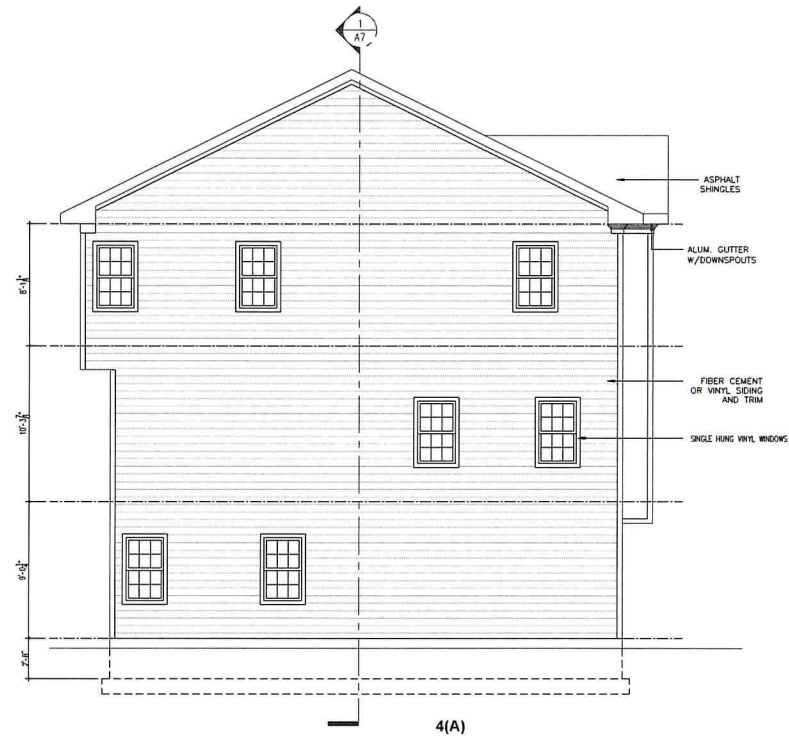 1
A7
ASPHALT
SHINGLES
ALUM. GUTTER
W/DOWNSPOUTS
FIBER CEMENT
OR VINYL SIDING
AND TRIM
SINGLE HUNG VINYL WINDOWS
4(A)